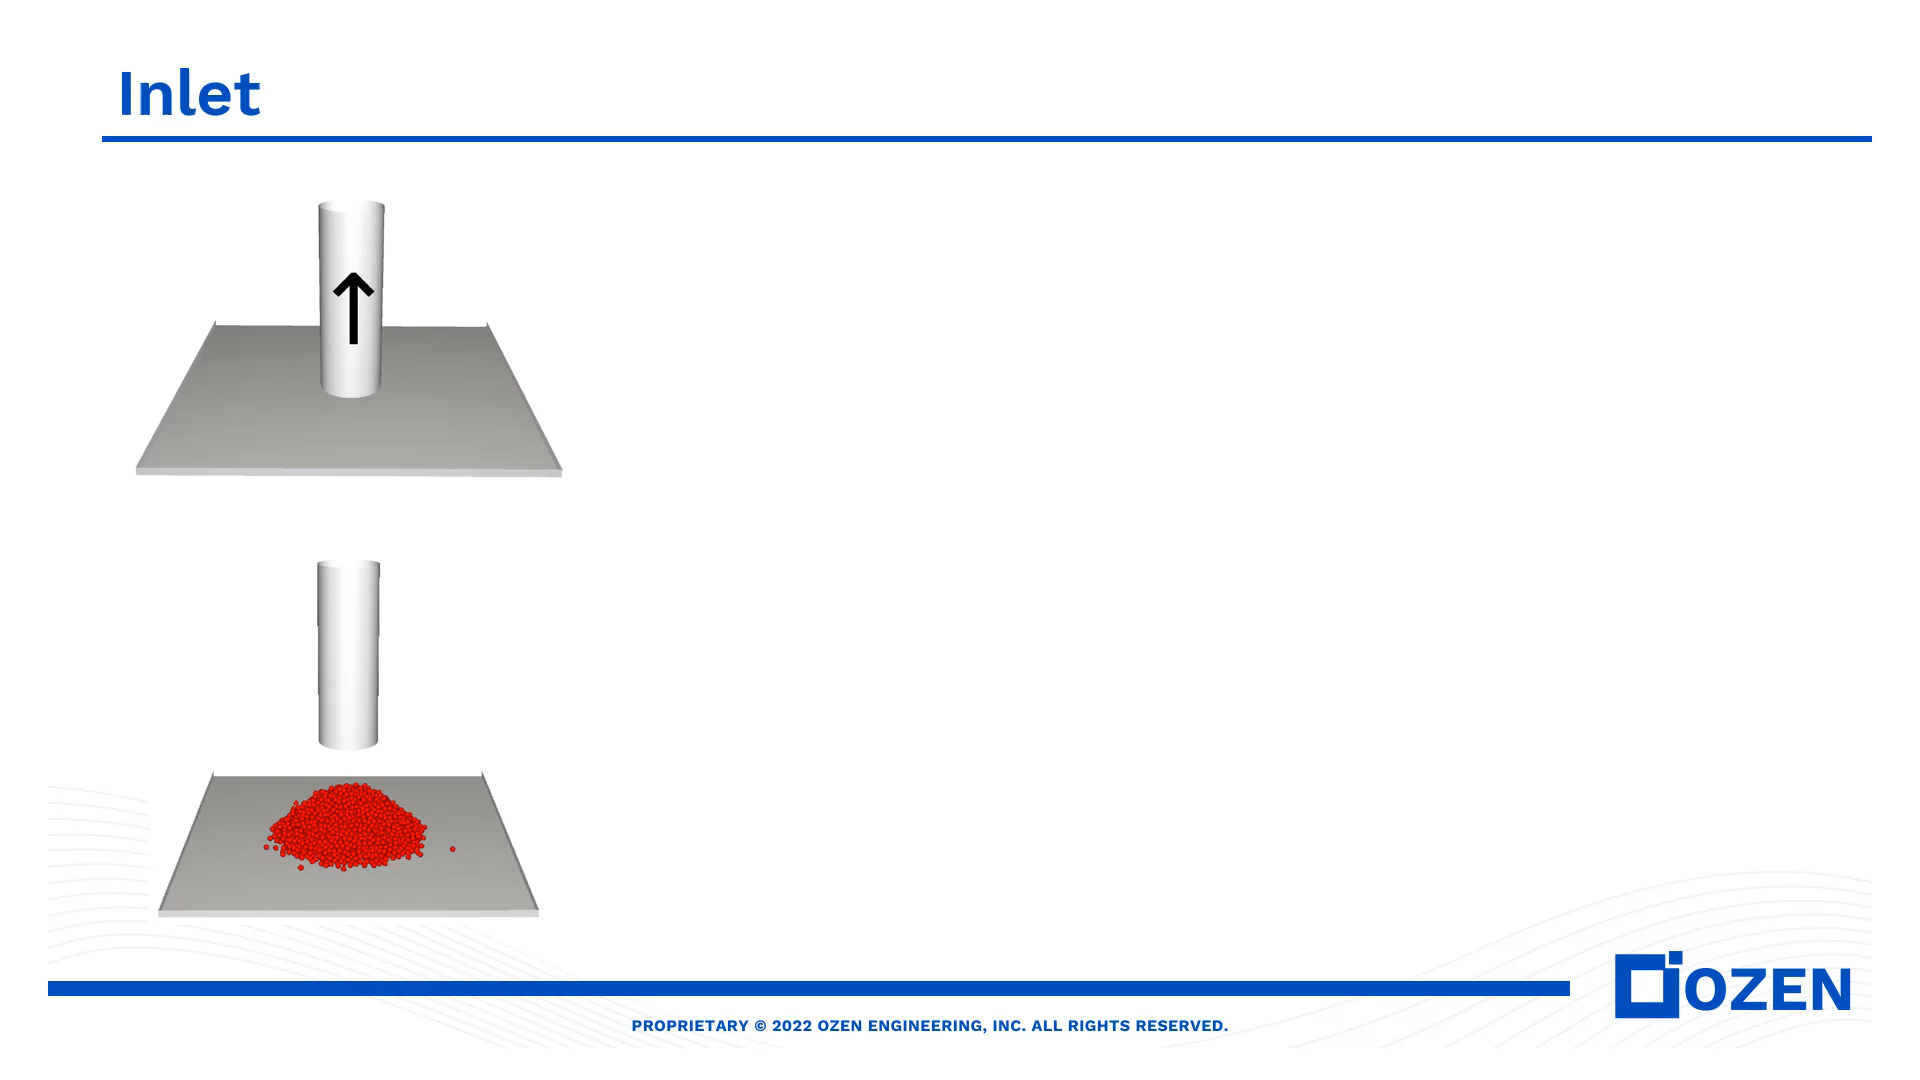 Inlet
OZEN
PROPRIETARY © 2022 OZEN ENGINEERING, INC. ALL RIGHTS RESERVED.